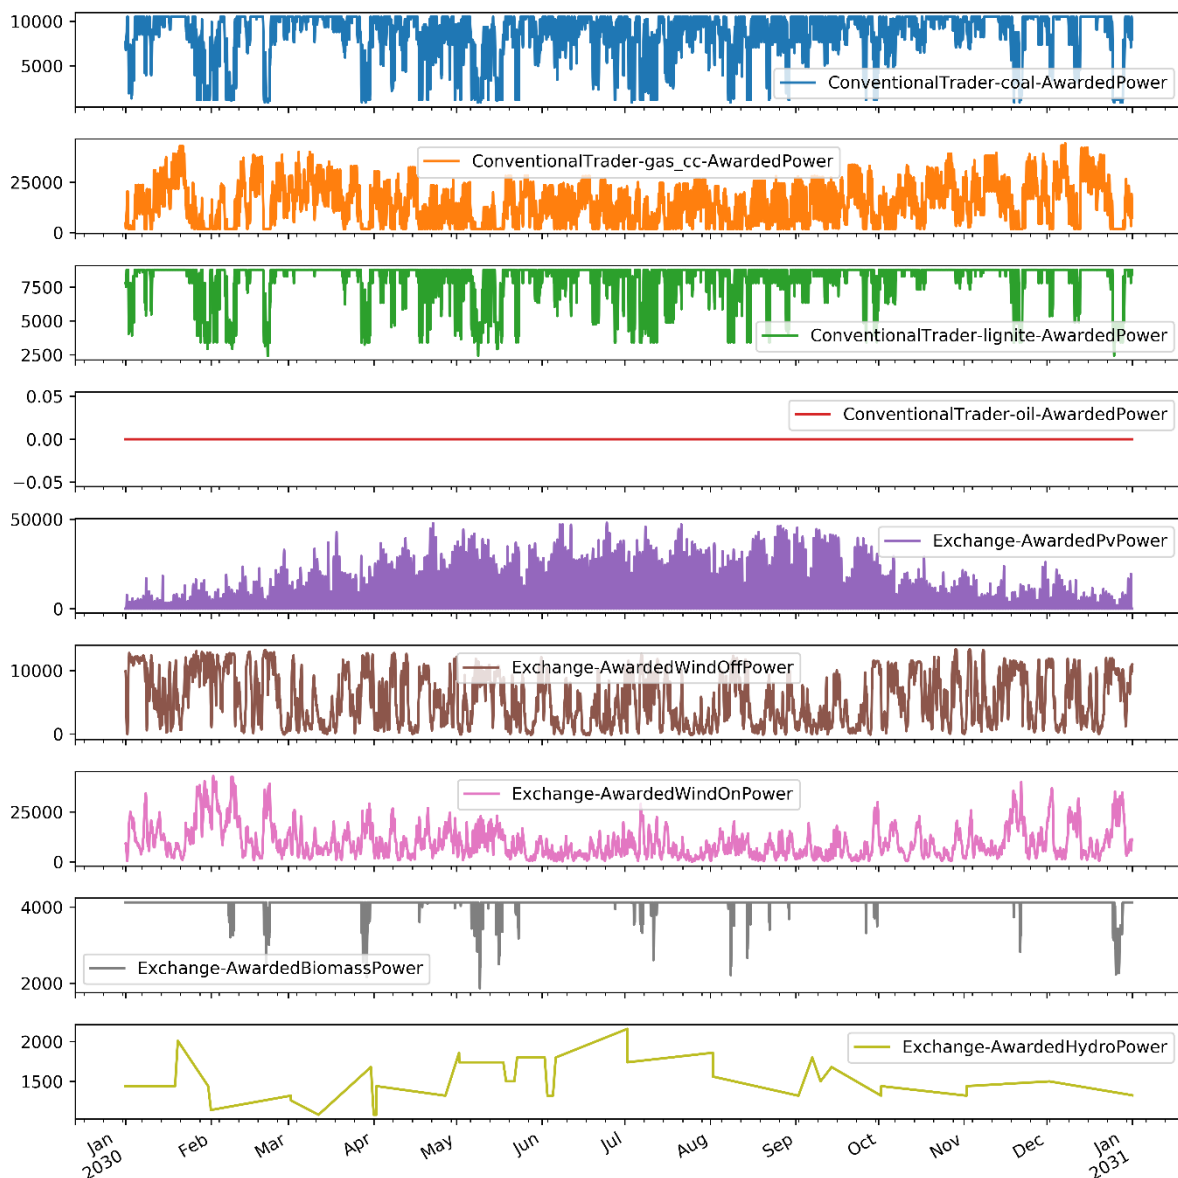 10000
5000
ConventionalTrader-coal-AwardedPower
ConventionalTrader-gas_cc-AwardedPower
25000
0
7500
5000
2500
ConventionalTrader-lignite-AwardedPower
0.05
0.00
−0.05
ConventionalTrader-oil-AwardedPower
50000
0
Exchange-AwardedPvPower
10000
0
Exchange-AwardedWindOffPower
25000
0
Exchange-AwardedWindOnPower
4000
2000
Exchange-AwardedBiomassPower
2000
1500
Exchange-AwardedHydroPower
Jan
2030
Feb
Mar
Apr
May
Jun
Jul
Aug
Sep
Oct
Nov
Dec
Jan
2031